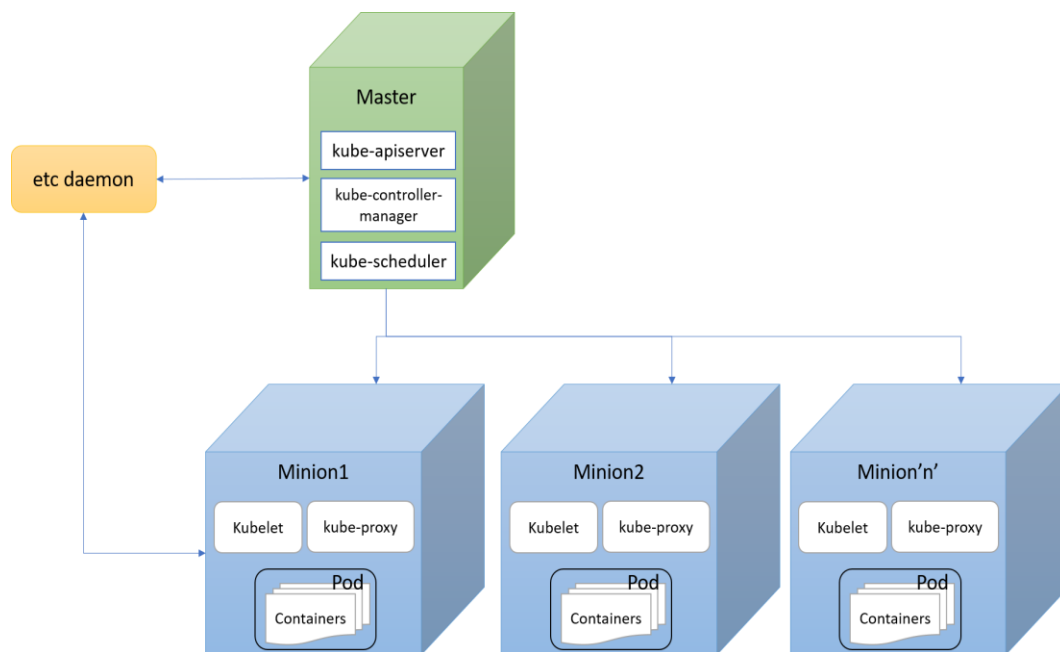 Master
kube-apiserver
etc daemon
kube-controller-
manager
kube-scheduler
Minion1
Kubelet
kube-proxy
Pod
Containers
Minion2
Kubelet
kube-proxy
Pod
Containers
Minion'n'
Kubelet
kube-proxy
Pod
Containers